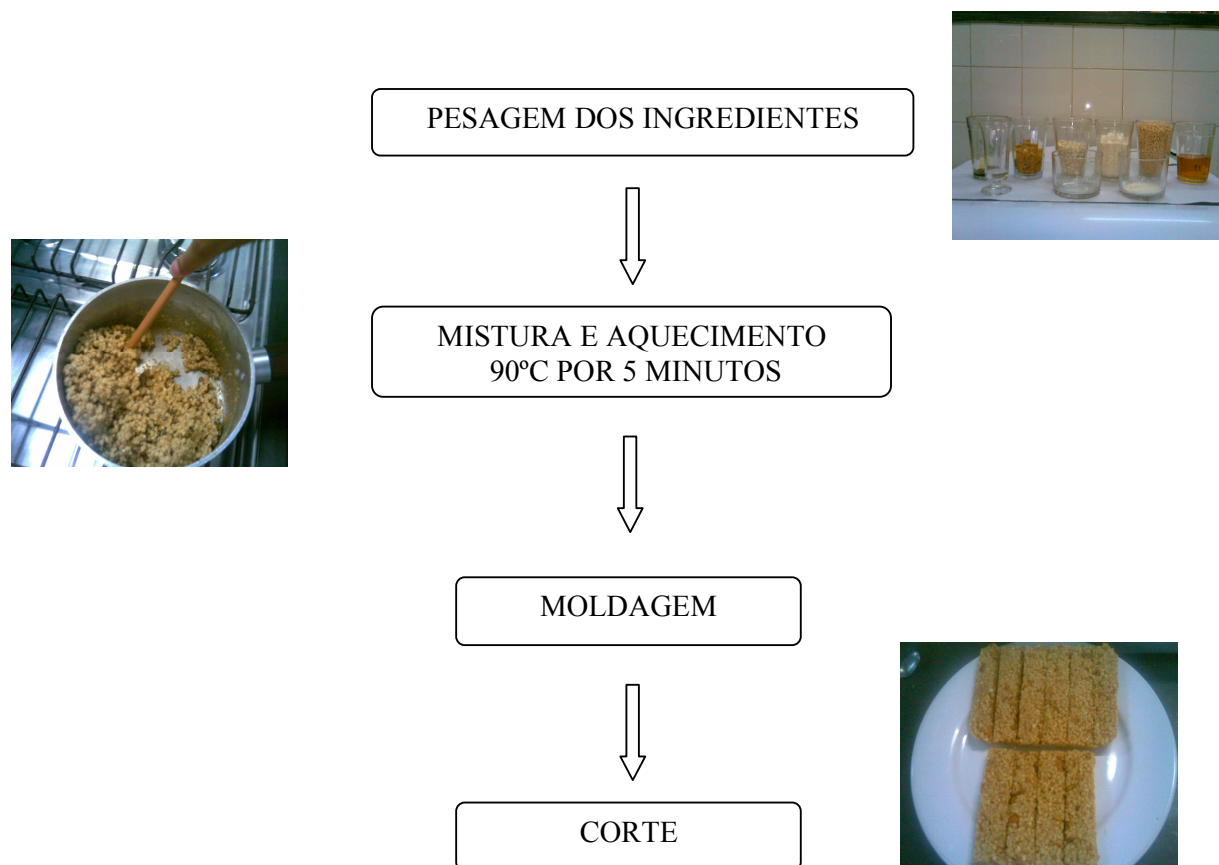 PESAGEM DOS INGREDIENTES
MISTURA E AQUECIMENTO
90ºC POR 5 MINUTOS
MOLDAGEM
CORTE